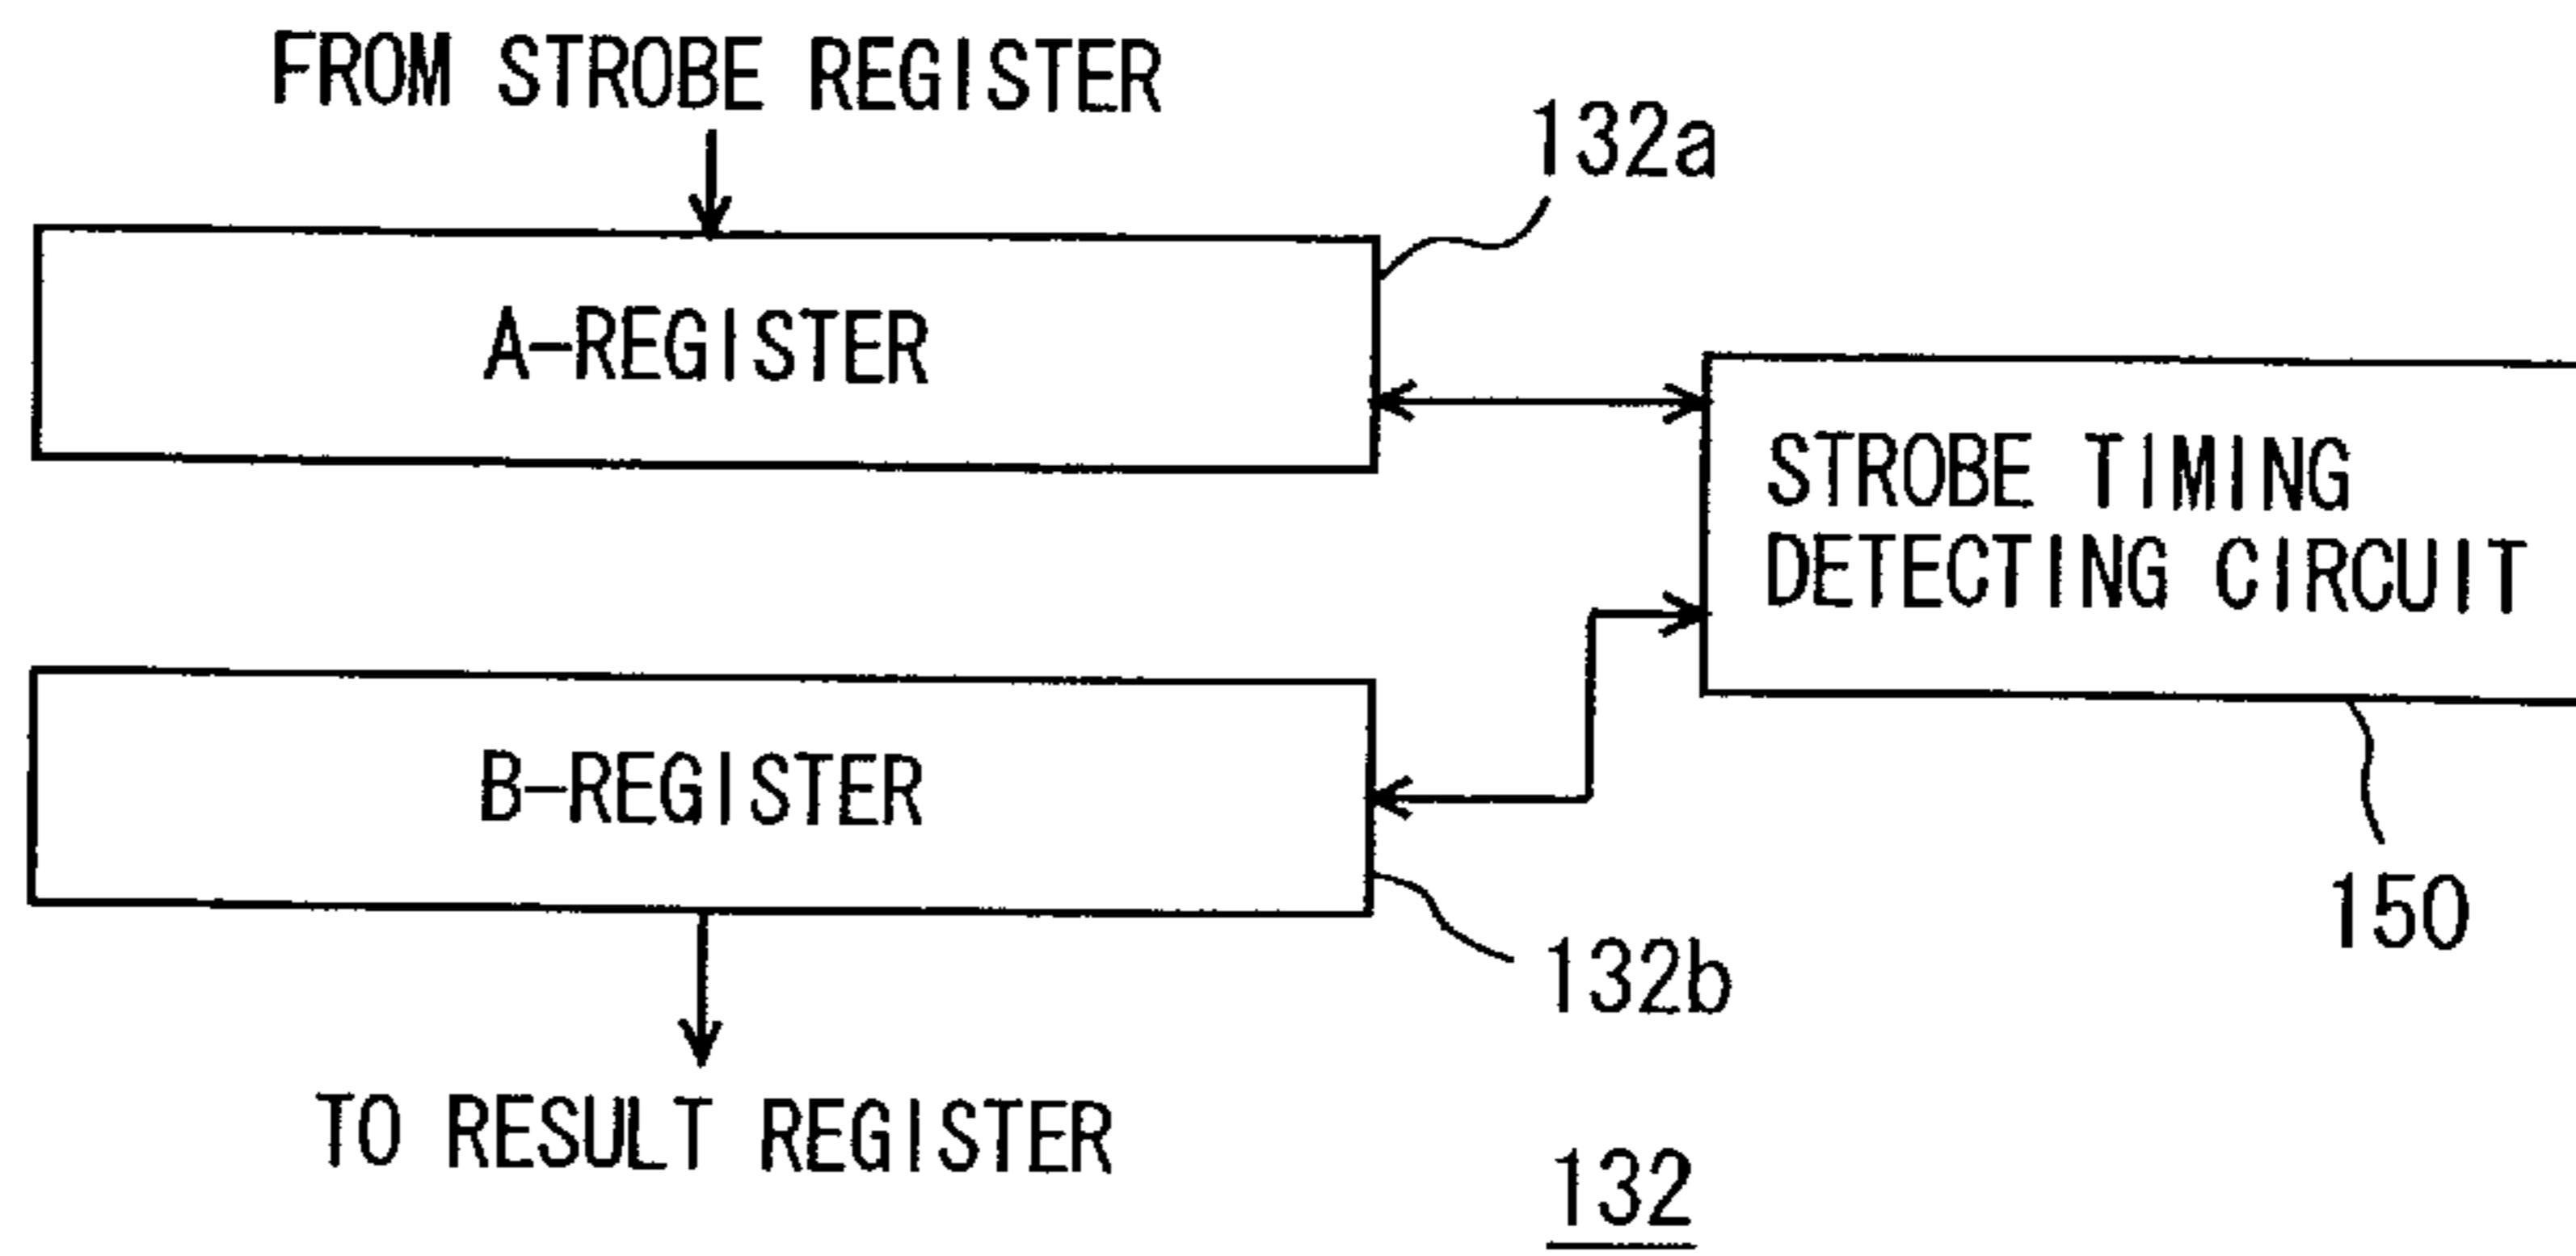 FROM STROBE REGISTER
132a
A-REGISTER
STROBE TIMING
DETECTING CIRCUIT
B-REGISTER
150
132b
TO RESULT REGISTER
132